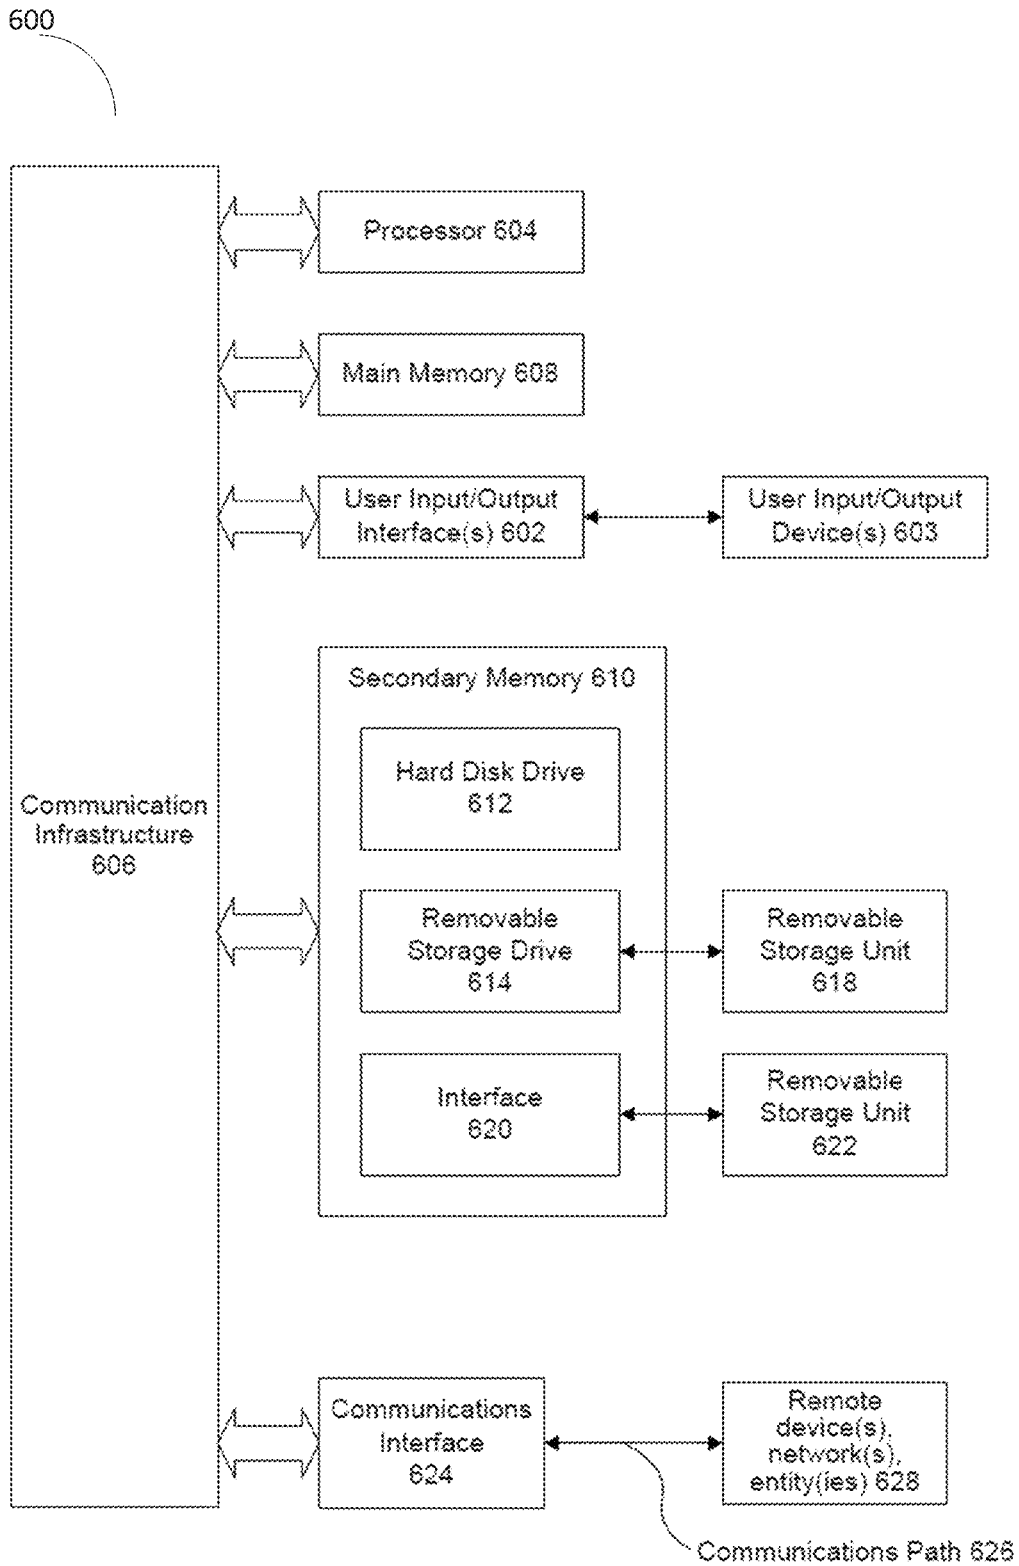 600
Processor 604
Main Memory 608
User Input/Output
Interface(s) 602
User Input/Output
Device(s) 603
Secondary Memory 610
Hard Disk Drive
612
Communication
Infrastructure
606
Removable
Storage Drive
614
Removable
Storage Unit
618
Interface
620
Removable
Storage Unit
622
Communications
Interface
624
Remote
device(s),
network(s),
entity(ies) 628
Communications Path 626